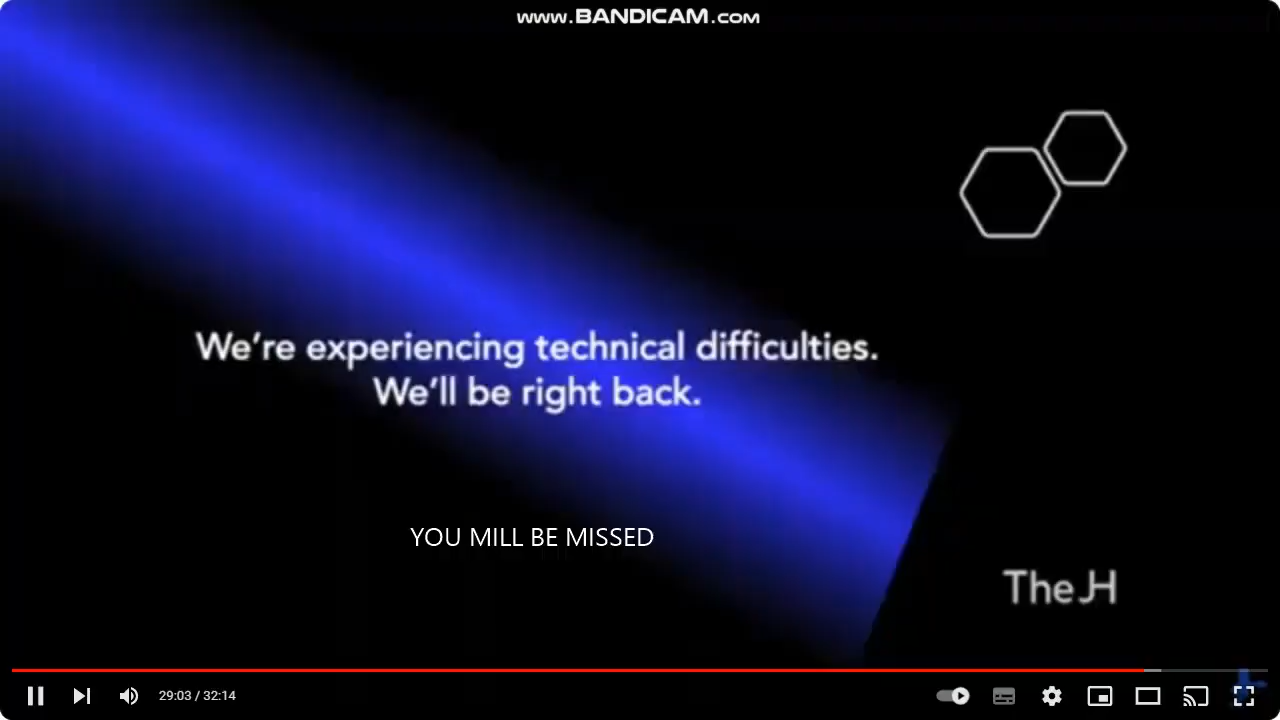 www.BANDICAM.com
We're experiencing technical difficulties.
We'll be right back.
YOU MILL BE MISSED
The JH
29:03 / 32:14